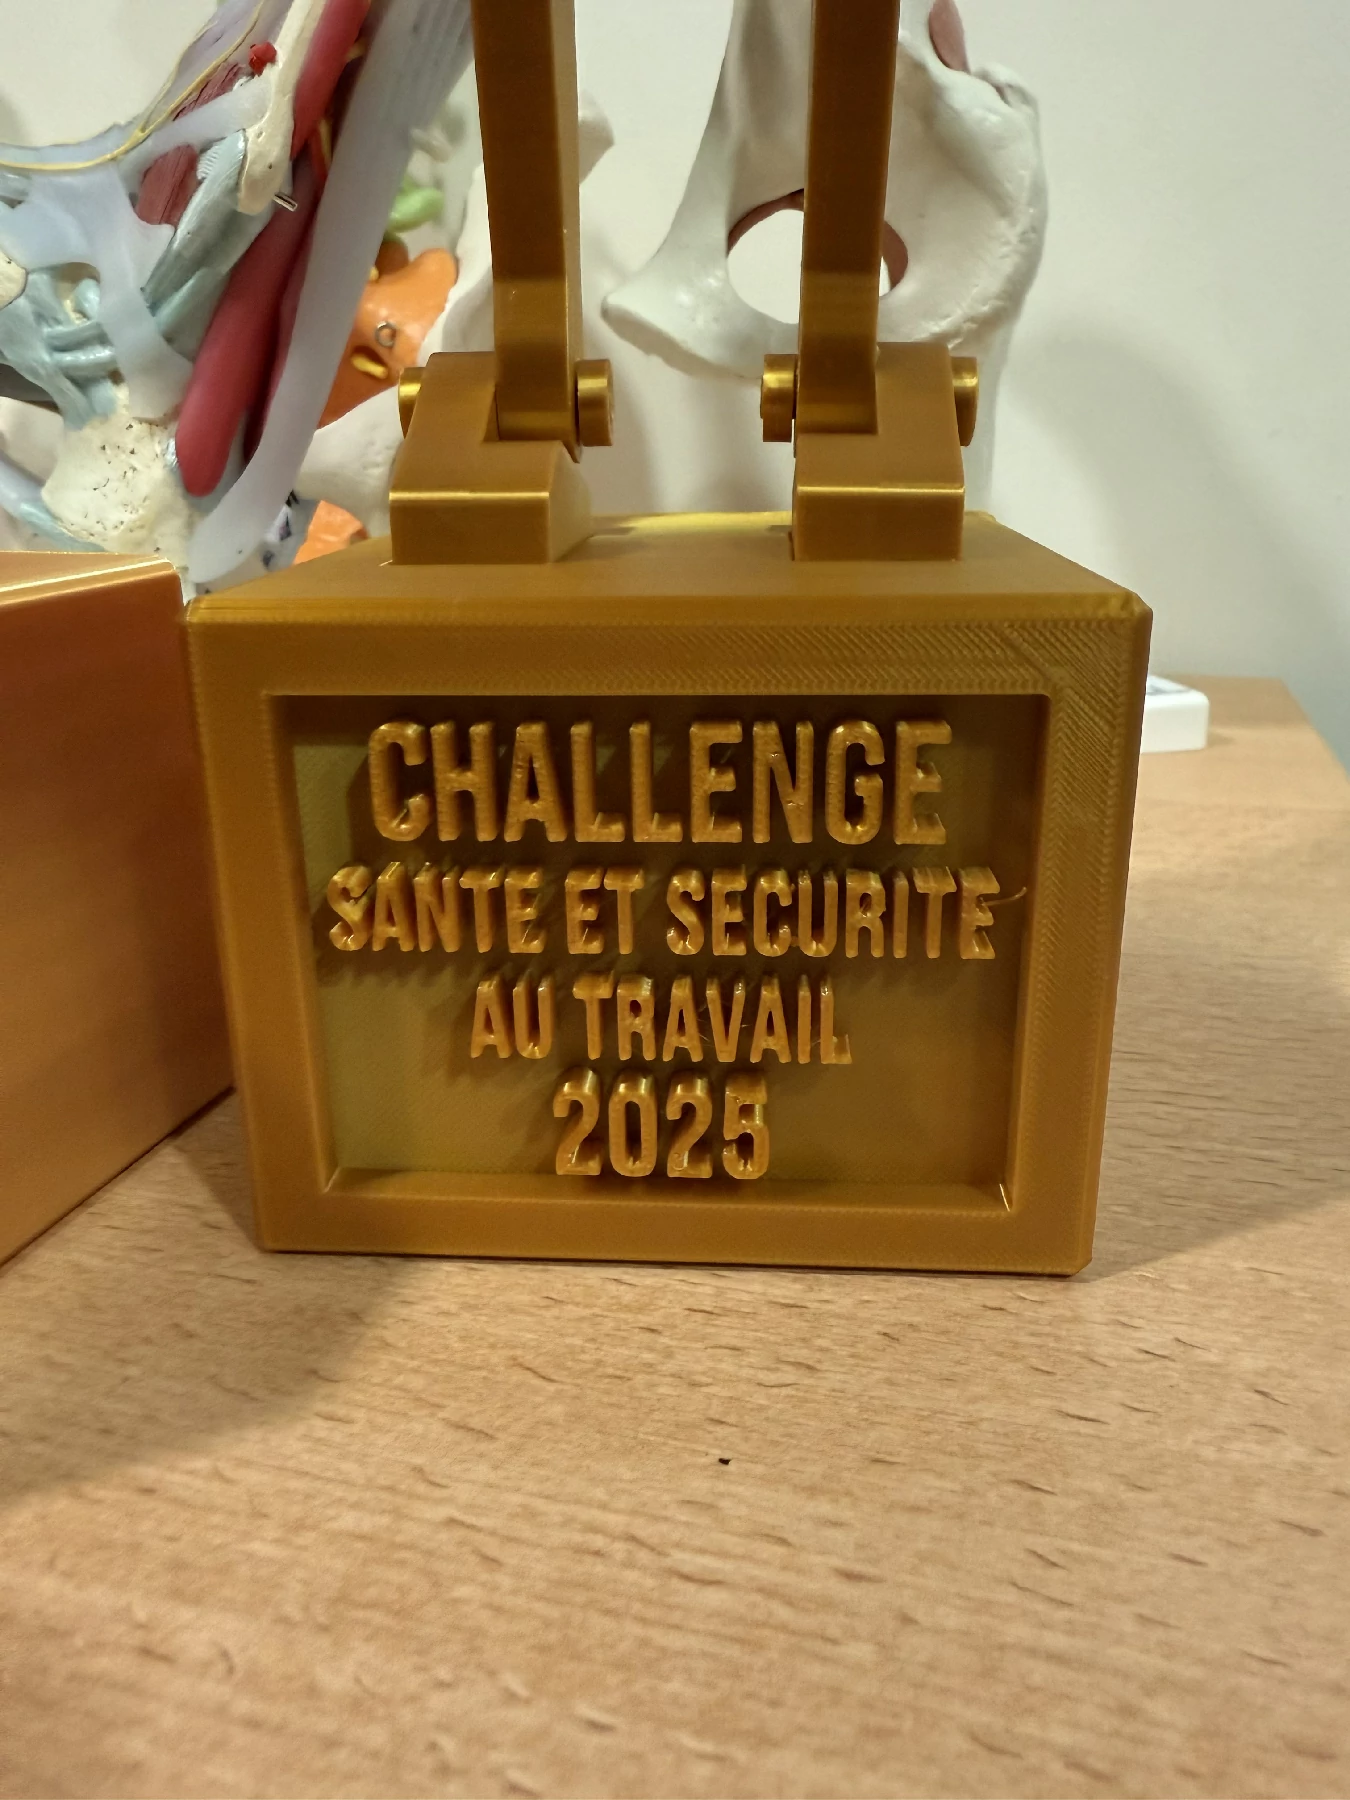 CHALLENGE
SANTE ET SECURITE
AU TRAVAIL
2025